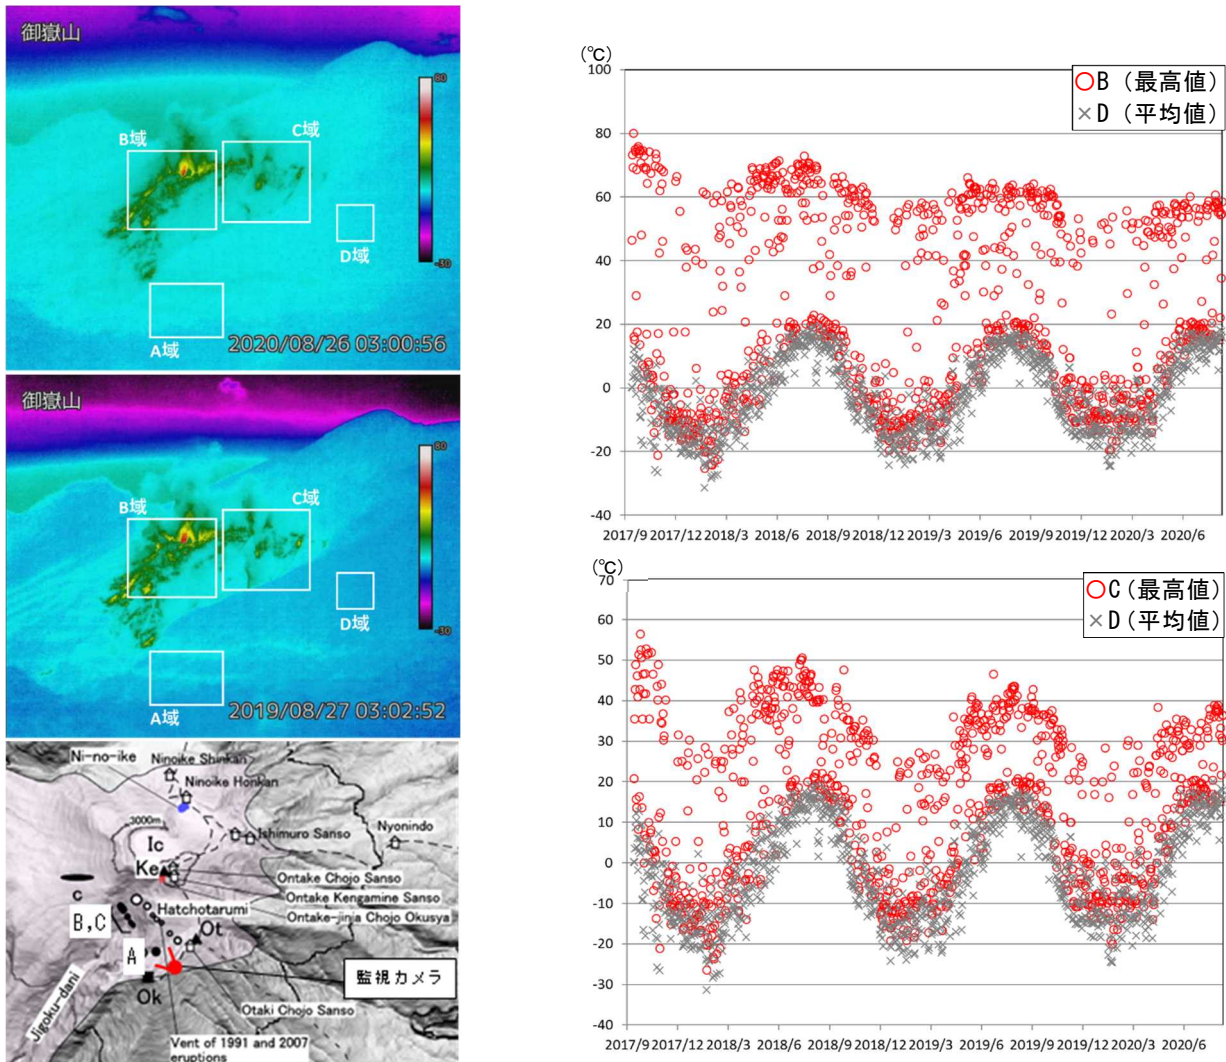 御嶽山
80
C域
B域
D域
-30
A域
2020/08/26 03:00:56
御嶽山
80
C域
B域
-30
D域
A域
2019/08/27 03:02:52
Ni-no-ike
Ninoike Shinkan
Ninoike Honkan
3000m
Ishimuro Sanso
Nyonindo
Ic
Ke
Ontake Chojo Sanso
Ontake Kengamine Sanso
c
Hatchotarumi
Ontake-jinja Chojo Okusya
B,C
Ot
A
監視カメラ
Ok
Jigoku-dani
Otaki Chojo Sanso
Vent of 1991 and 2007
eruptions
(℃)
B (最高値)
D (平均値)
100
80
60
40
20
0
-20
-40
2017/9 2017/12 2018/3 2018/6 2018/9 2018/12 2019/3 2019/6 2019/9 2019/12 2020/3 2020/6
(℃)
C(最高値)
D(平均値)
70
60
50
40
30
20
10
0
-10
-20
-30
-40
2017/9 2017/12 2018/3 2018/6 2018/9 2018/12 2019/3 2019/6 2019/9 2019/12 2020/3 2020/6